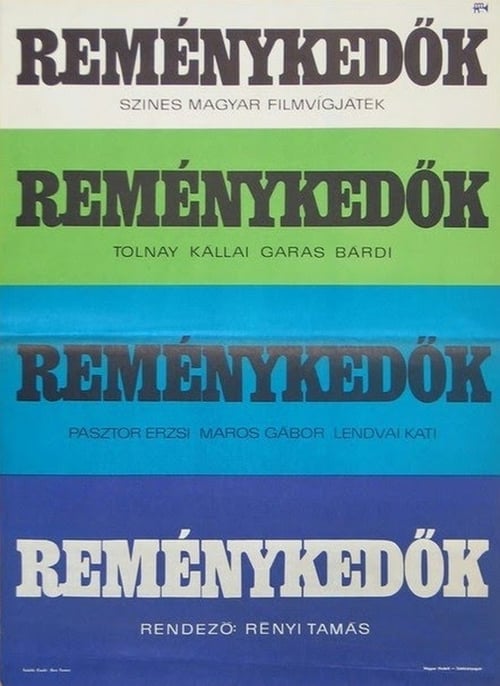 REMÉNYKEDŐK
SZINES MAGYAR FILMVÍGJÁTÉK
REMÉNYKEDŐK
TOLNAY KÁLLAI GARAS BÁRDI
REMÉNYKEDŐK
PÁSZTOR ERZSI MAROS GÁBOR LENDVAI KATI
REMÉNYKEDŐK
RENDEZŐ: RÉNYI TAMÁS